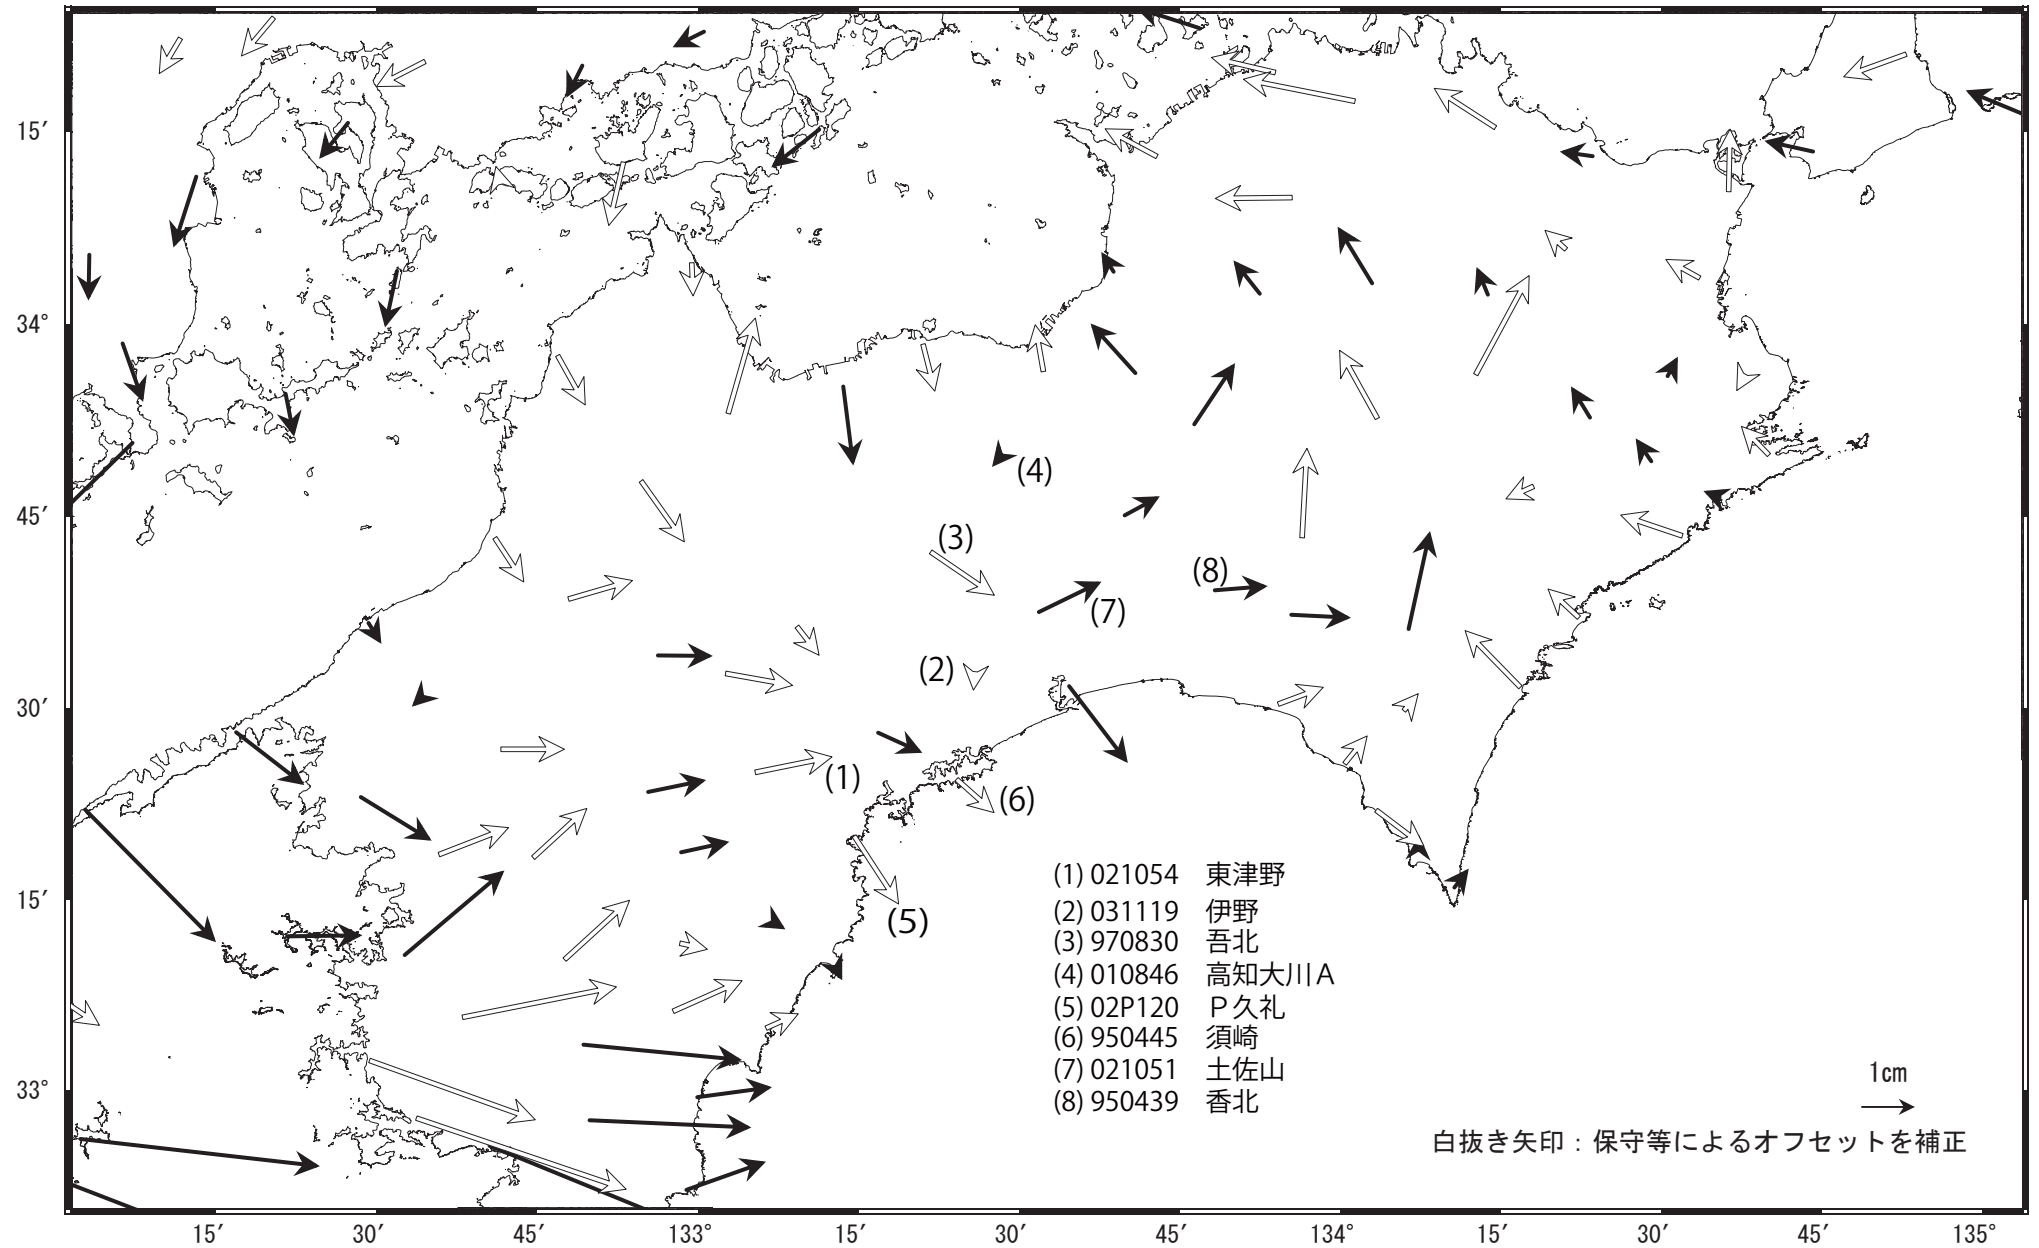 15′
34°
45′
30′
15′
33°
(4)
(3)
(8)
(7)
(2)
(1)
(6)
(5)
(1) 021054 東津野
(2) 031119 伊野
(3) 970830 吾北
(4) 010846 高知大川A
(5) 02P120 P久礼
(6) 950445 須崎
(7) 021051 土佐山
(8) 950439 香北
1cm
白抜き矢印：保守等によるオフセットを補正
15′ 30′ 45′ 133° 15′ 30′ 45′ 134° 15′ 30′ 45′ 135°